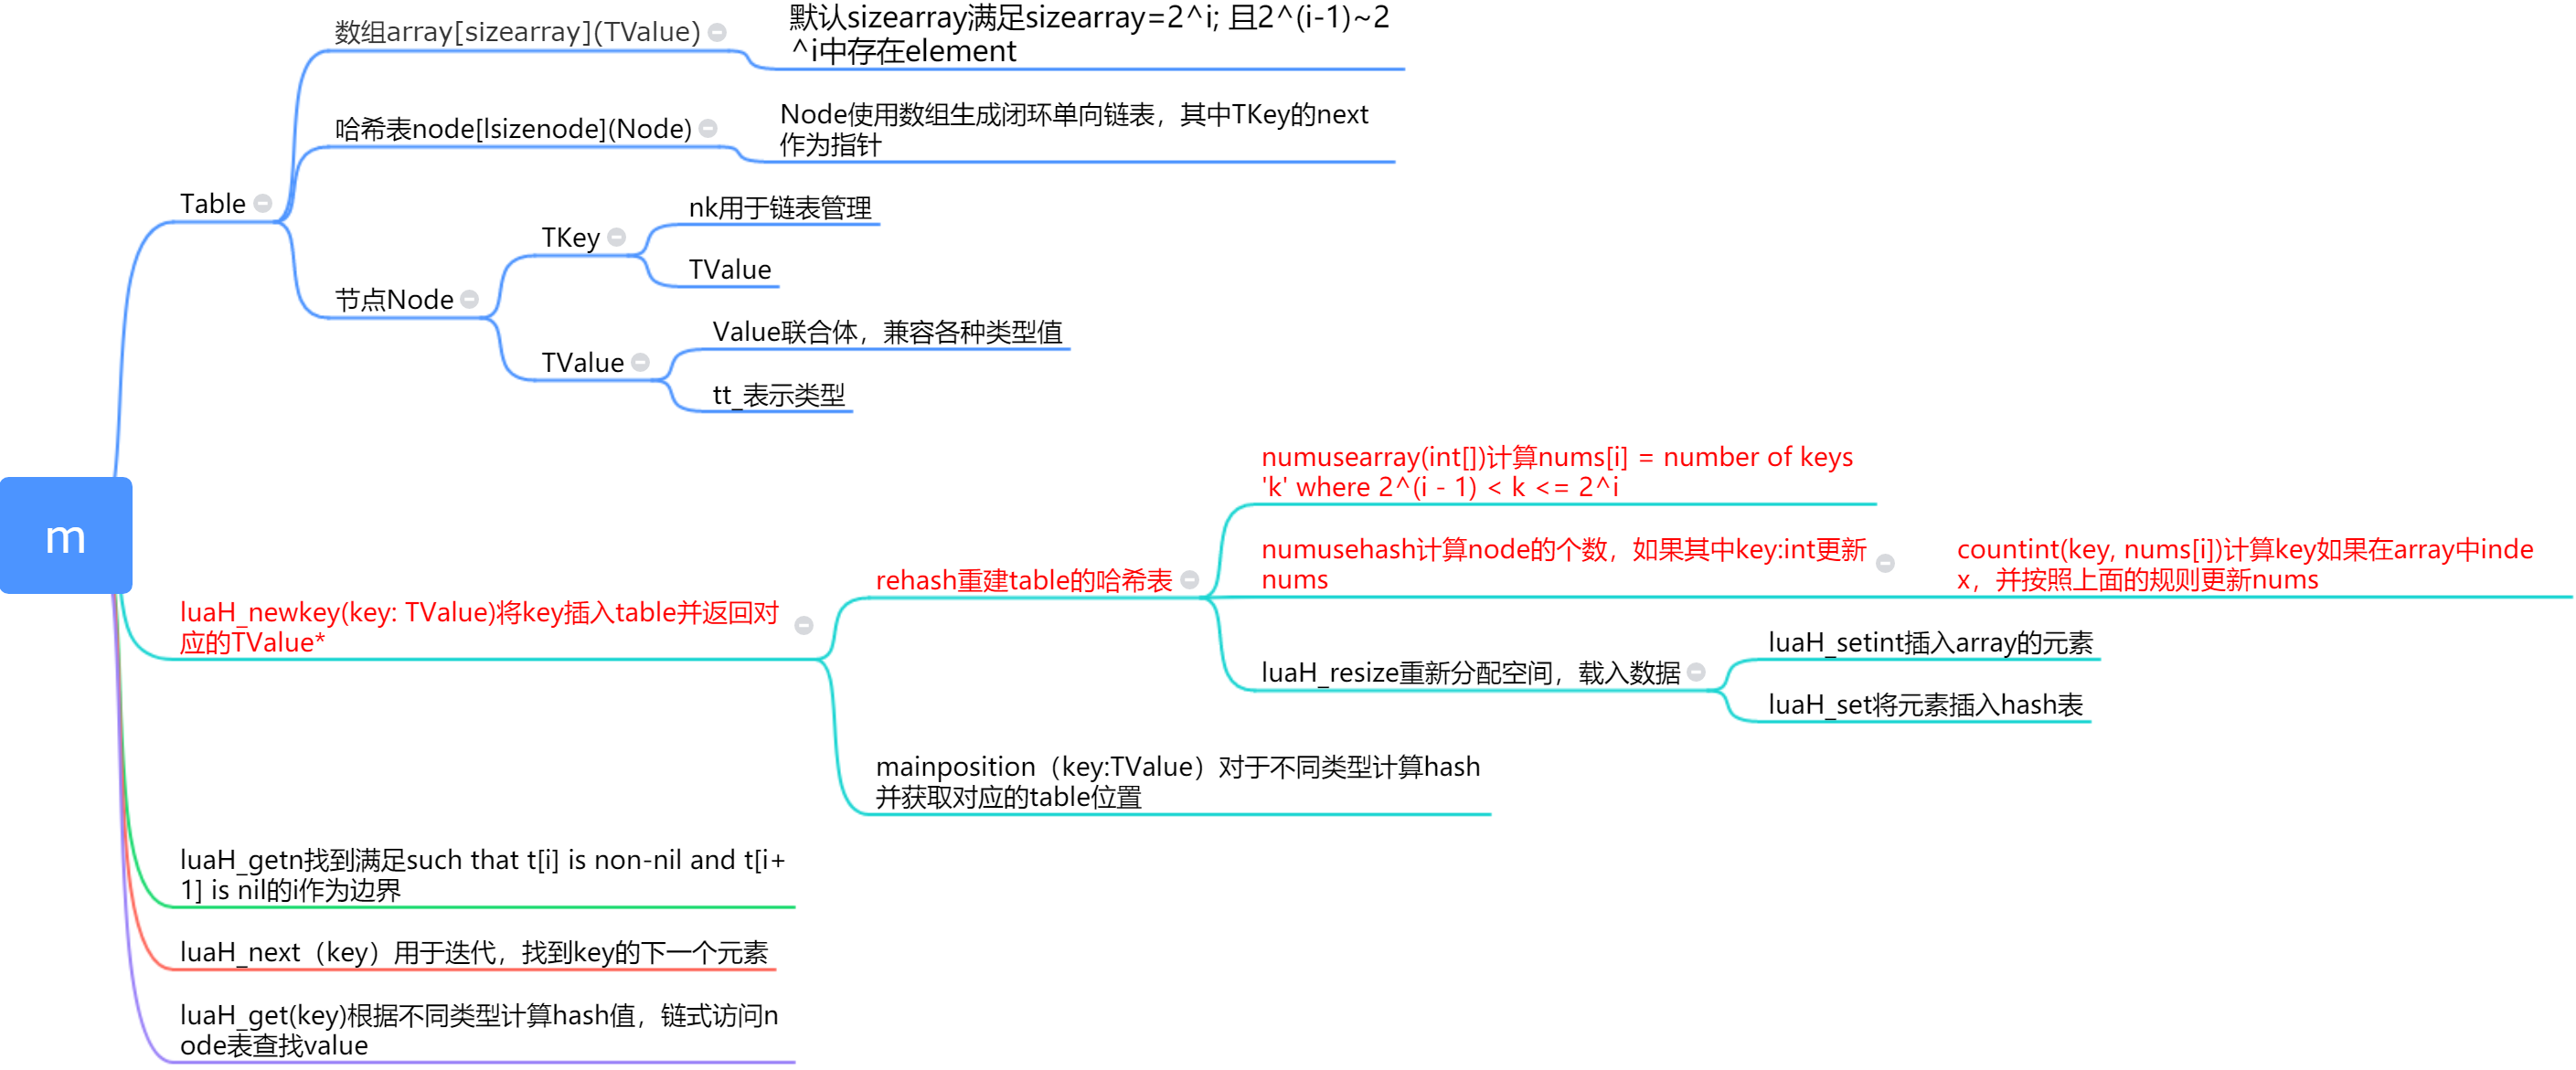 数组array[sizearray](TValue)
默认sizearray满足sizearray=2^i; 且2^(i-1)~2
^i中存在element
哈希表node[lsizenode](Node)
Node使用数组生成闭环单向链表，其中TKey的next
作为指针
Table
节点Node
TKey
nk用于链表管理
TValue
TValue
Value联合体，兼容各种类型值
tt_表示类型
m
luaH_newkey(key: TValue)将key插入table并返回对
应的TValue*
rehash重建table的哈希表
numusearray(int[])计算nums[i] = number of keys
'k' where 2^(i - 1) < k <= 2^i
numusehash计算node的个数，如果其中key:int更新
nums
countint(key, nums[i])计算key如果在array中inde
x，并按照上面的规则更新nums
luaH_resize重新分配空间，载入数据
luaH_setint插入array的元素
luaH_set将元素插入hash表
mainposition（key:TValue）对于不同类型计算hash
并获取对应的table位置
luaH_getn找到满足such that t[i] is non-nil and t[i+
1] is nil的i作为边界
luaH_next（key）用于迭代，找到key的下一个元素
luaH_get(key)根据不同类型计算hash值，链式访问n
ode表查找value